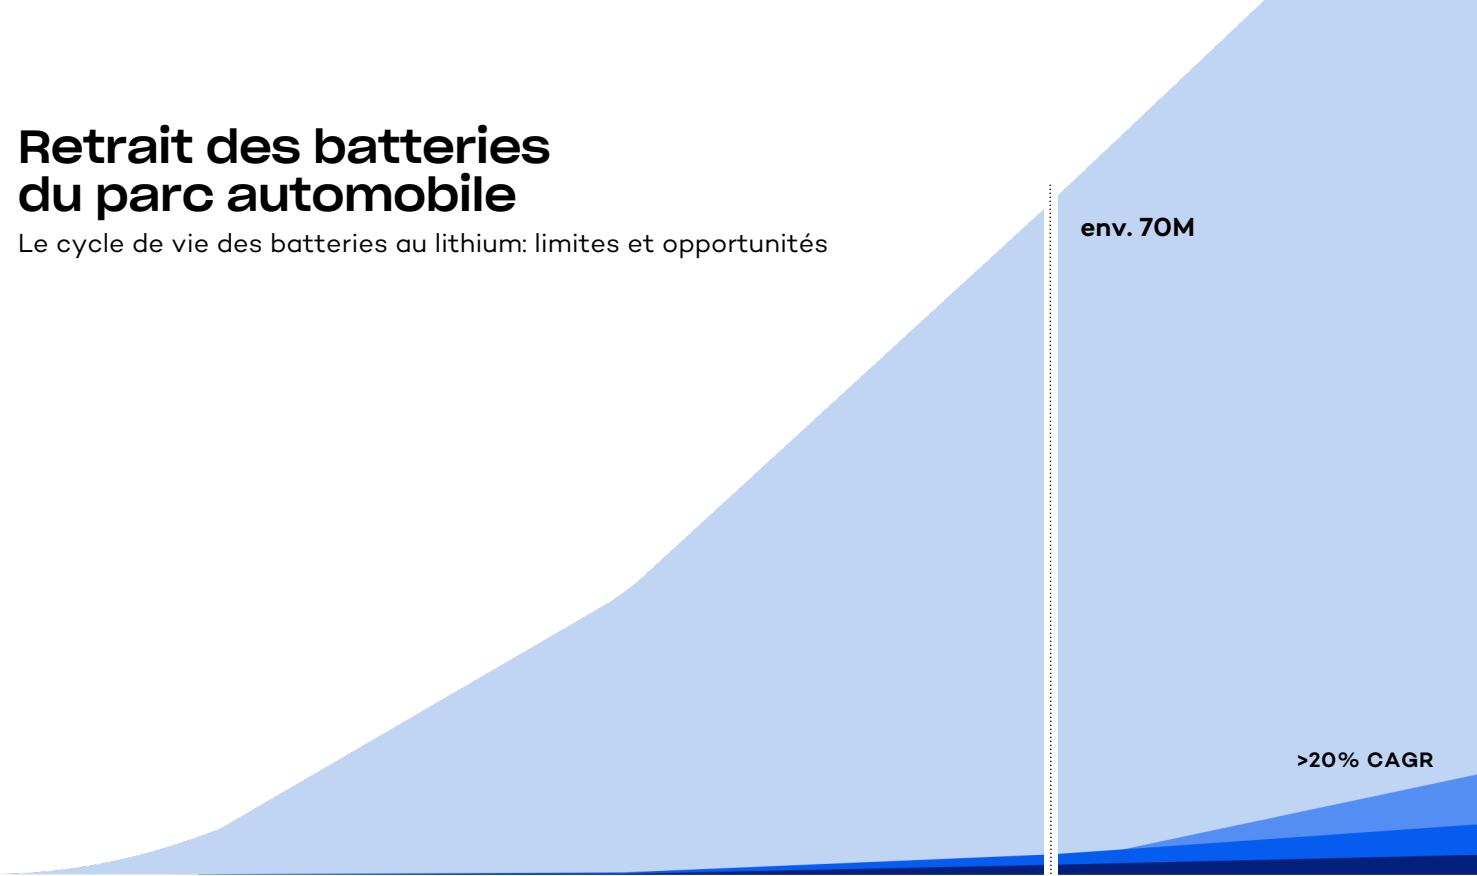 Retrait des batteries
du parc automobile
Le cycle de vie des batteries au lithium: limites et opportunités
env. 70M
>20% CAGR